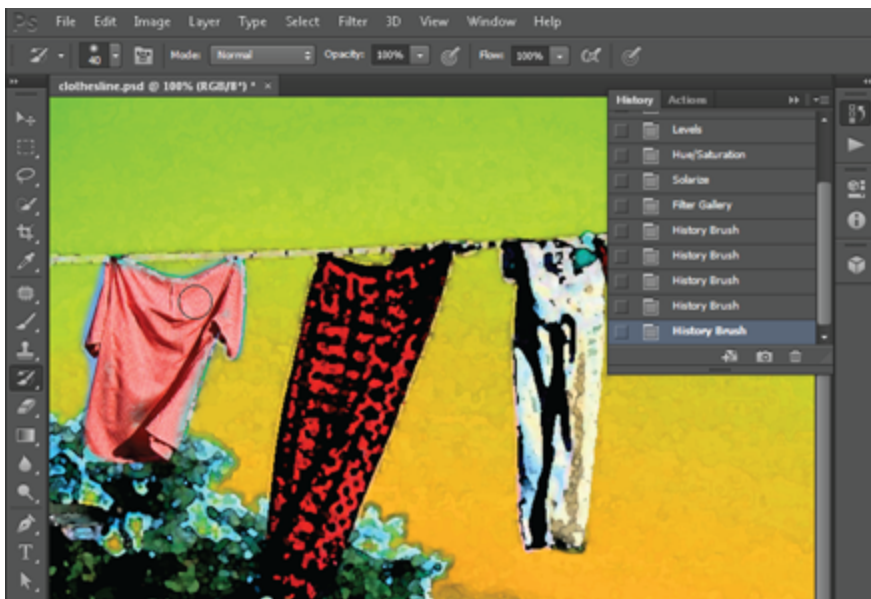 Ps File Edit Image Layer Type Select Filter 3D View Window Help
40 Mode: Normal Opacity: 100% Flow: 100%
clothesline.psd @ 100% (RGB/8*) * ×
History Actions
Levels
Hue/Saturation
Solarize
Filter Gallery
History Brush
History Brush
History Brush
History Brush
History Brush
T